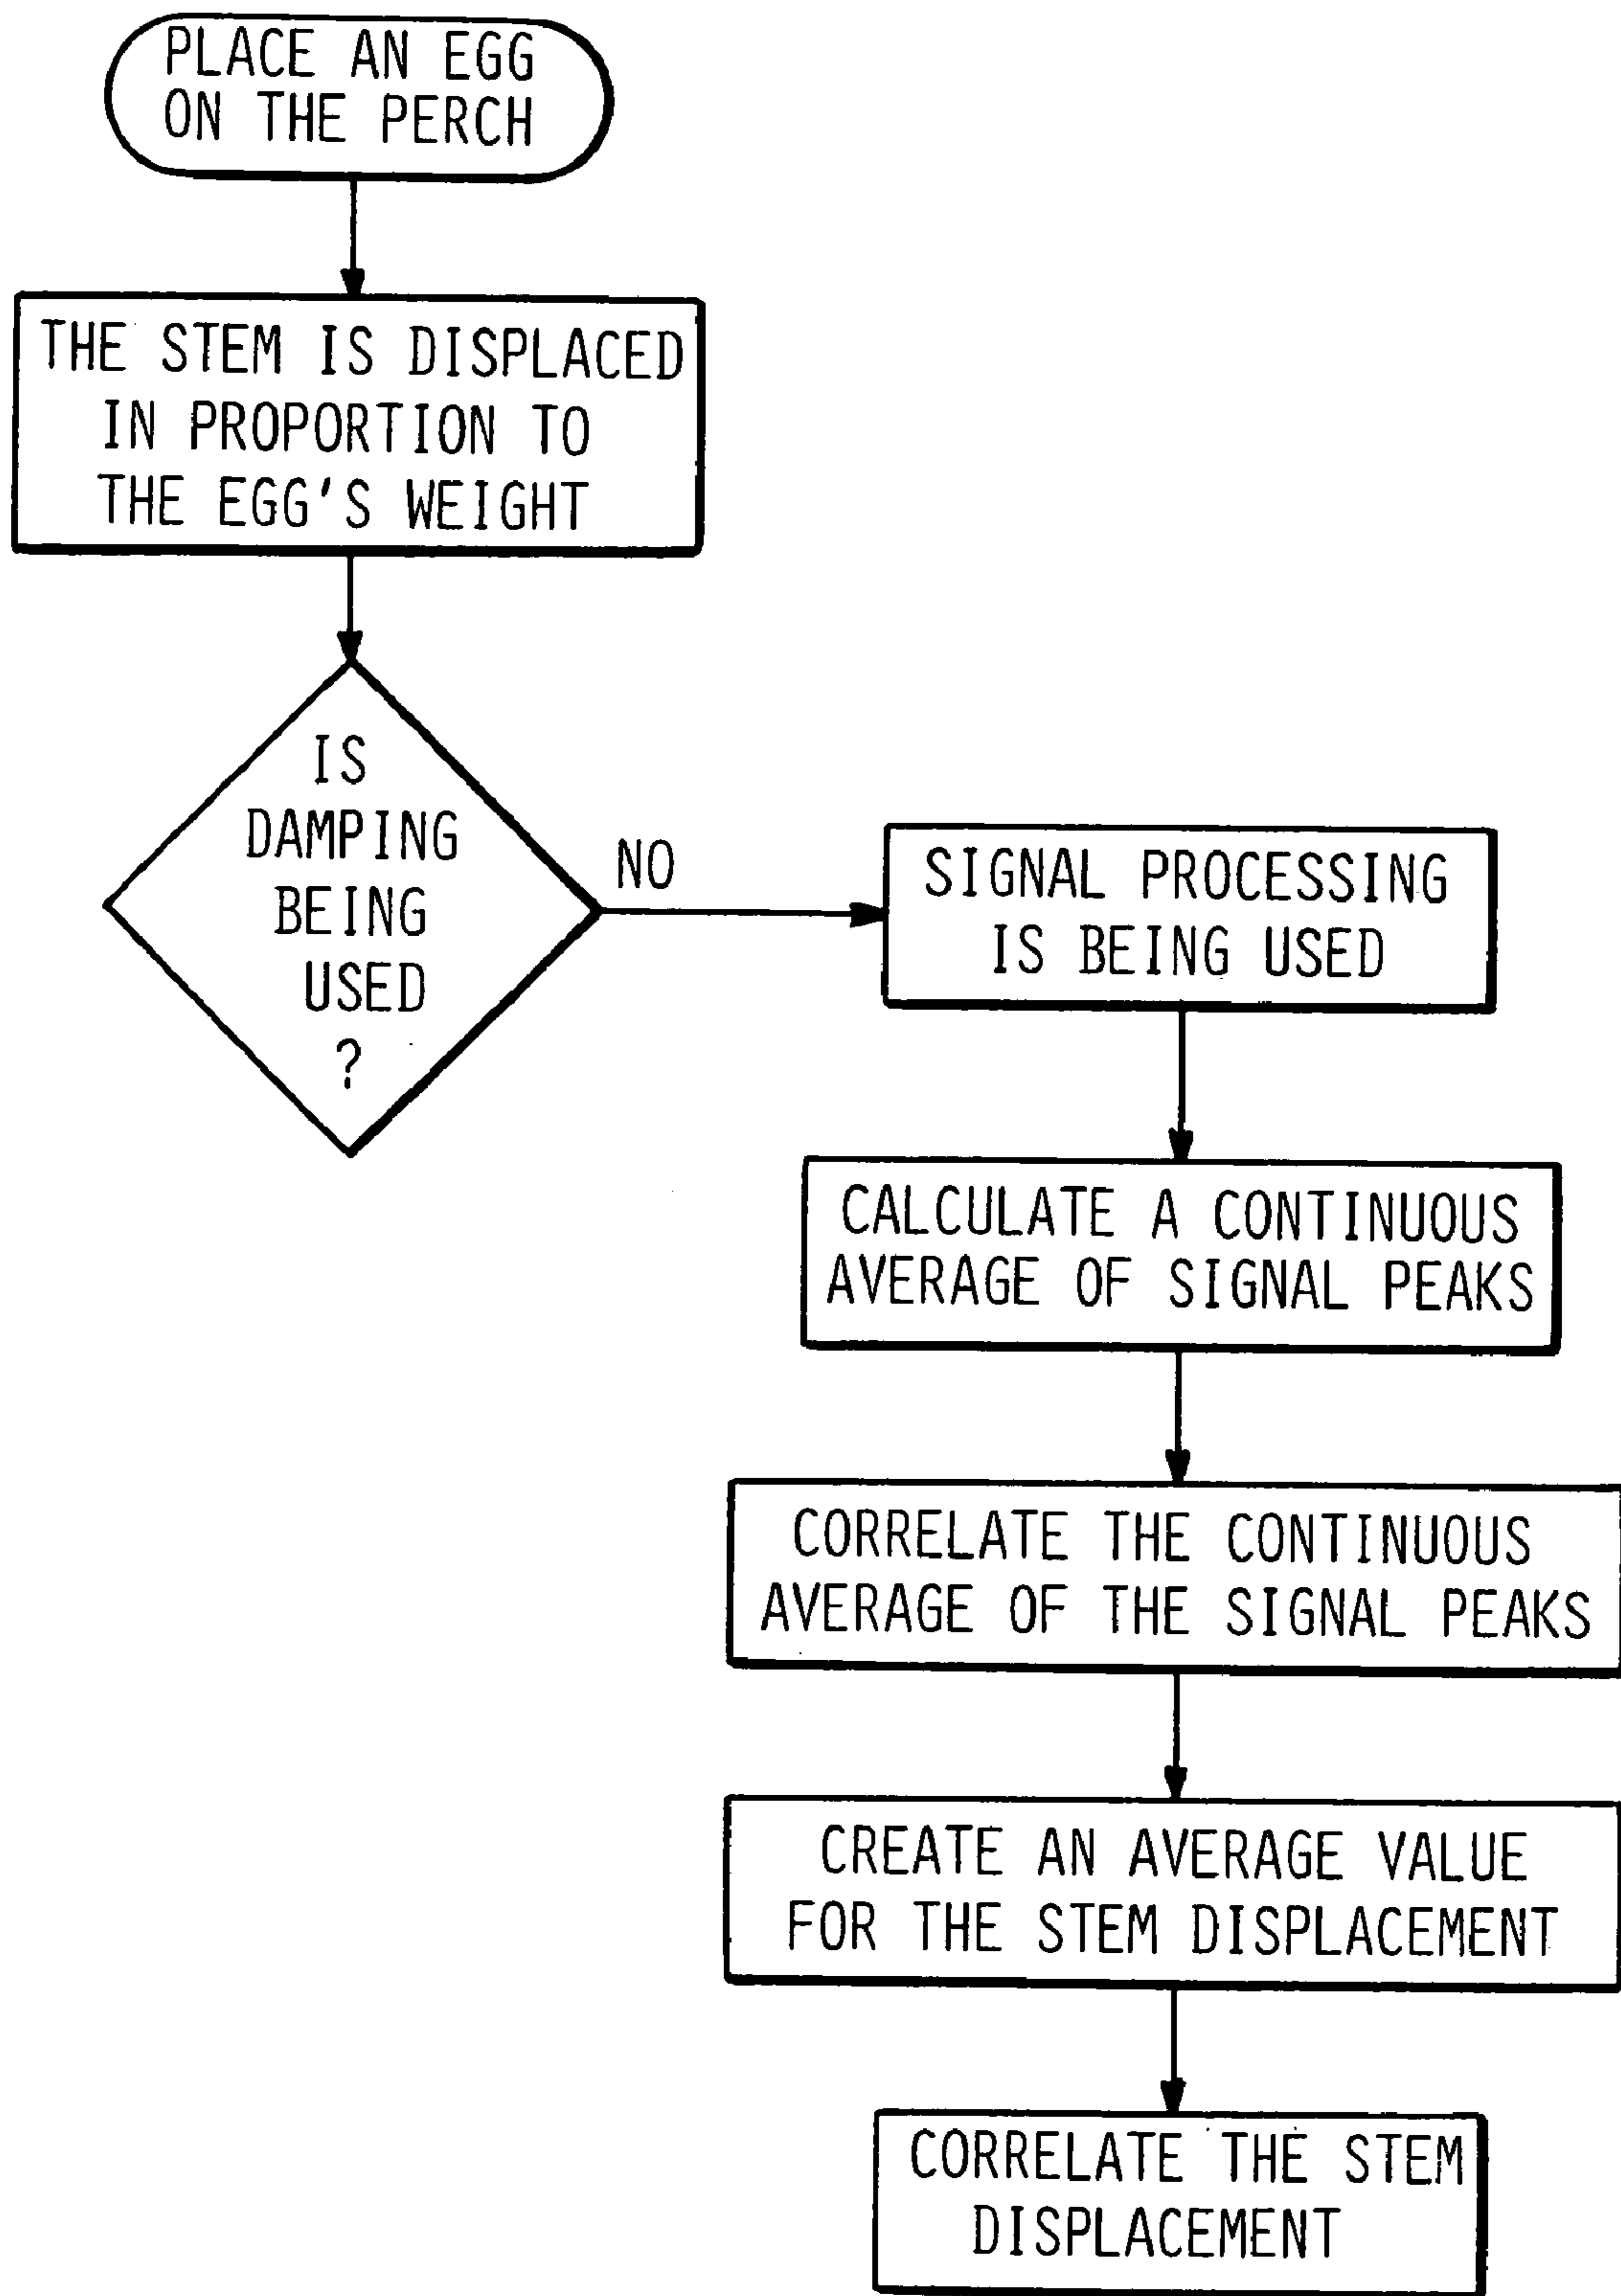 PLACE AN EGG
ON THE PERCH
THE STEM IS DISPLACED
IN PROPORTION TO
THE EGG'S WEIGHT
IS
DAMPING
BEING
USED
?
NO
SIGNAL PROCESSING
IS BEING USED
CALCULATE A CONTINUOUS
AVERAGE OF SIGNAL PEAKS
CORRELATE THE CONTINUOUS
AVERAGE OF THE SIGNAL PEAKS
CREATE AN AVERAGE VALUE
FOR THE STEM DISPLACEMENT
CORRELATE THE STEM
DISPLACEMENT